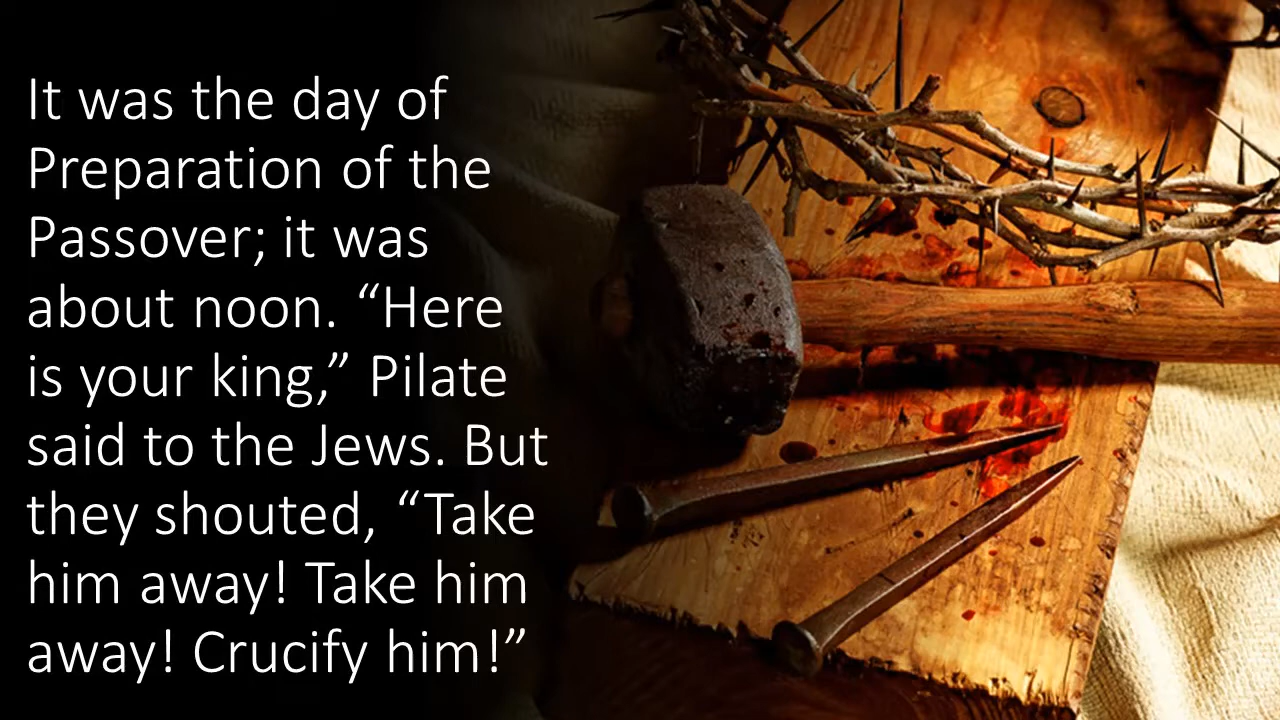 It was the day of
Preparation of the
Passover; it was
about noon. “Here
is your king,” Pilate
said to the Jews. But
they shouted, “Take
him away! Take him
away! Crucify him!”